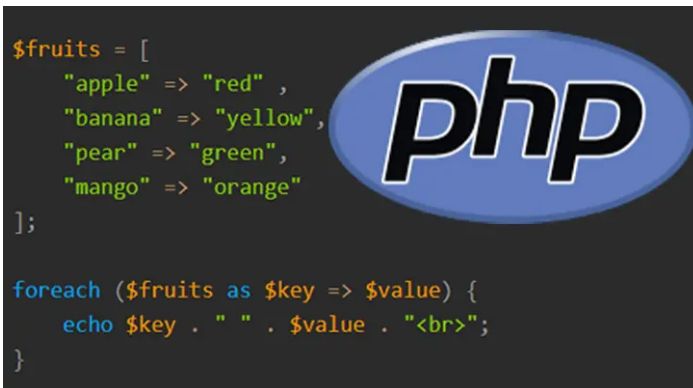 $fruits = [
    "apple" => "red" ,
    "banana" => "yellow",
    "pear" => "green",
    "mango" => "orange"
];
php
foreach ($fruits as $key => $value) {
    echo $key . " " . $value . "<br>";
}